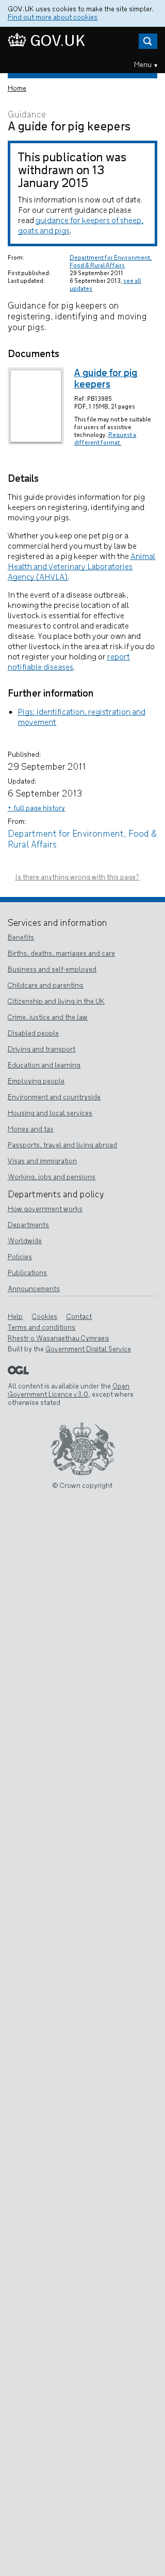 GOV.UK uses cookies to make the site simpler.
Find out more about cookies
GOV.UK
Menu ▾
Home
Guidance
A guide for pig keepers
This publication was
withdrawn on 13
January 2015
This information is now out of date.
Our current guidance please
read guidance for keepers of sheep,
goats and pigs.
From:
Department for Environment,
Food & Rural Affairs
First published:
29 September 2011
Last updated:
6 September 2013, see all
updates
Guidance for pig keepers on
registering, identifying and moving
your pigs.
Documents
A guide for pig
keepers
Ref: PB13985
PDF, 1.15MB, 21 pages
This file may not be suitable
for users of assistive
technology. Request a
different format.
Details
This guide provides information for pig
keepers on registering, identifying and
moving pigs.
Whether you keep one pet pig or a
commercial herd you must by law be
registered as a pig keeper with the Animal
Health and Veterinary Laboratories
Agency (AHVLA).
In the event of a disease outbreak,
knowing the precise location of all
livestock is essential for effective
measures to control and eradicate the
disease. You can help both your own and
other livestock in the area if risk if you do
not register your holding or report
notifiable diseases.
Further information
• Pigs: identification, registration and
movement
Published:
29 September 2011
Updated:
6 September 2013
+ full page history
From:
Department for Environment, Food &
Rural Affairs
Is there anything wrong with this page?
Services and information
Benefits
Births, deaths, marriages and care
Business and self-employed
Childcare and parenting
Citizenship and living in the UK
Crime, justice and the law
Disabled people
Driving and transport
Education and learning
Employing people
Environment and countryside
Housing and local services
Money and tax
Passports, travel and living abroad
Visas and immigration
Working, jobs and pensions
Departments and policy
How government works
Departments
Worldwide
Policies
Publications
Announcements
Help Cookies Contact
Terms and conditions
Rhestr o Wasanaethau Cymraeg
Built by the Government Digital Service
OGL
All content is available under the Open
Government Licence v3.0, except where
otherwise stated
© Crown copyright